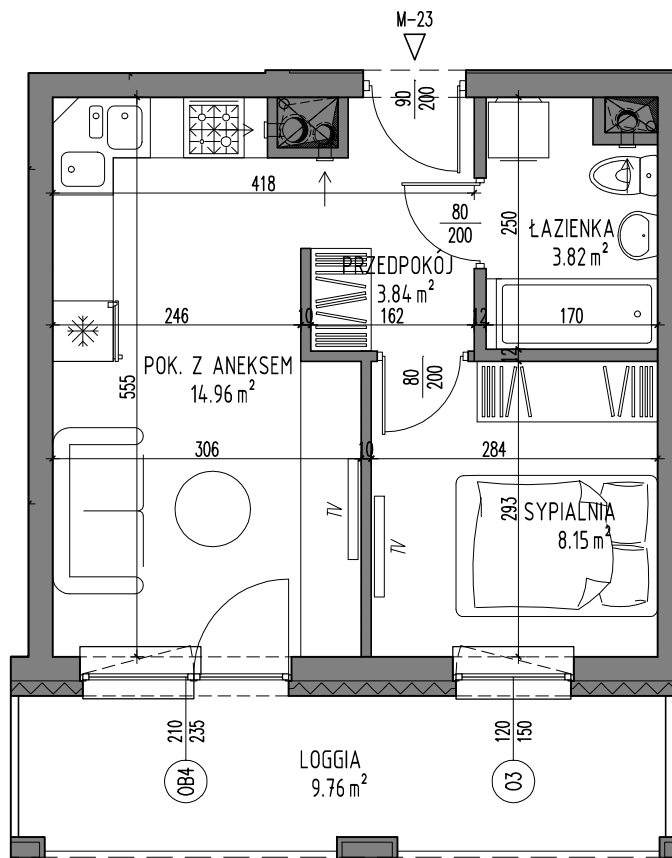 M-23
90
200
418
80
200
250
ŁAZIENKA
3.82 m²
PRZEDPOKÓJ
3.84 m²
246
10
162
12
170
12
POK. Z ANEKSEM
14.96 m²
555
80
200
306
10
284
TV
TV
293
SYPIALNIA
8.15 m²
210
235
120
150
LOGGIA
9.76 m²
OB4
O3